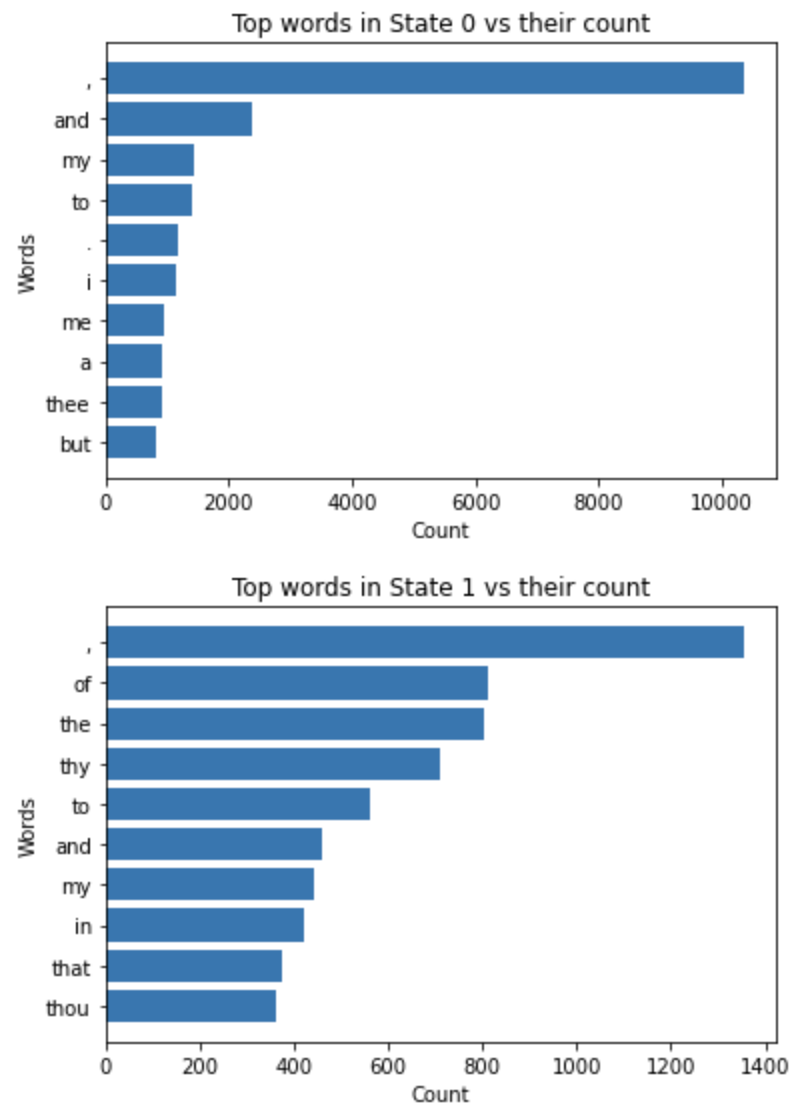 Top words in State 0 vs their count
,
and
my
to
.
i
me
a
thee
but
Words
0 2000 4000 6000 8000 10000
Count
Top words in State 1 vs their count
,
of
the
thy
to
and
my
in
that
thou
Words
0 200 400 600 800 1000 1200 1400
Count